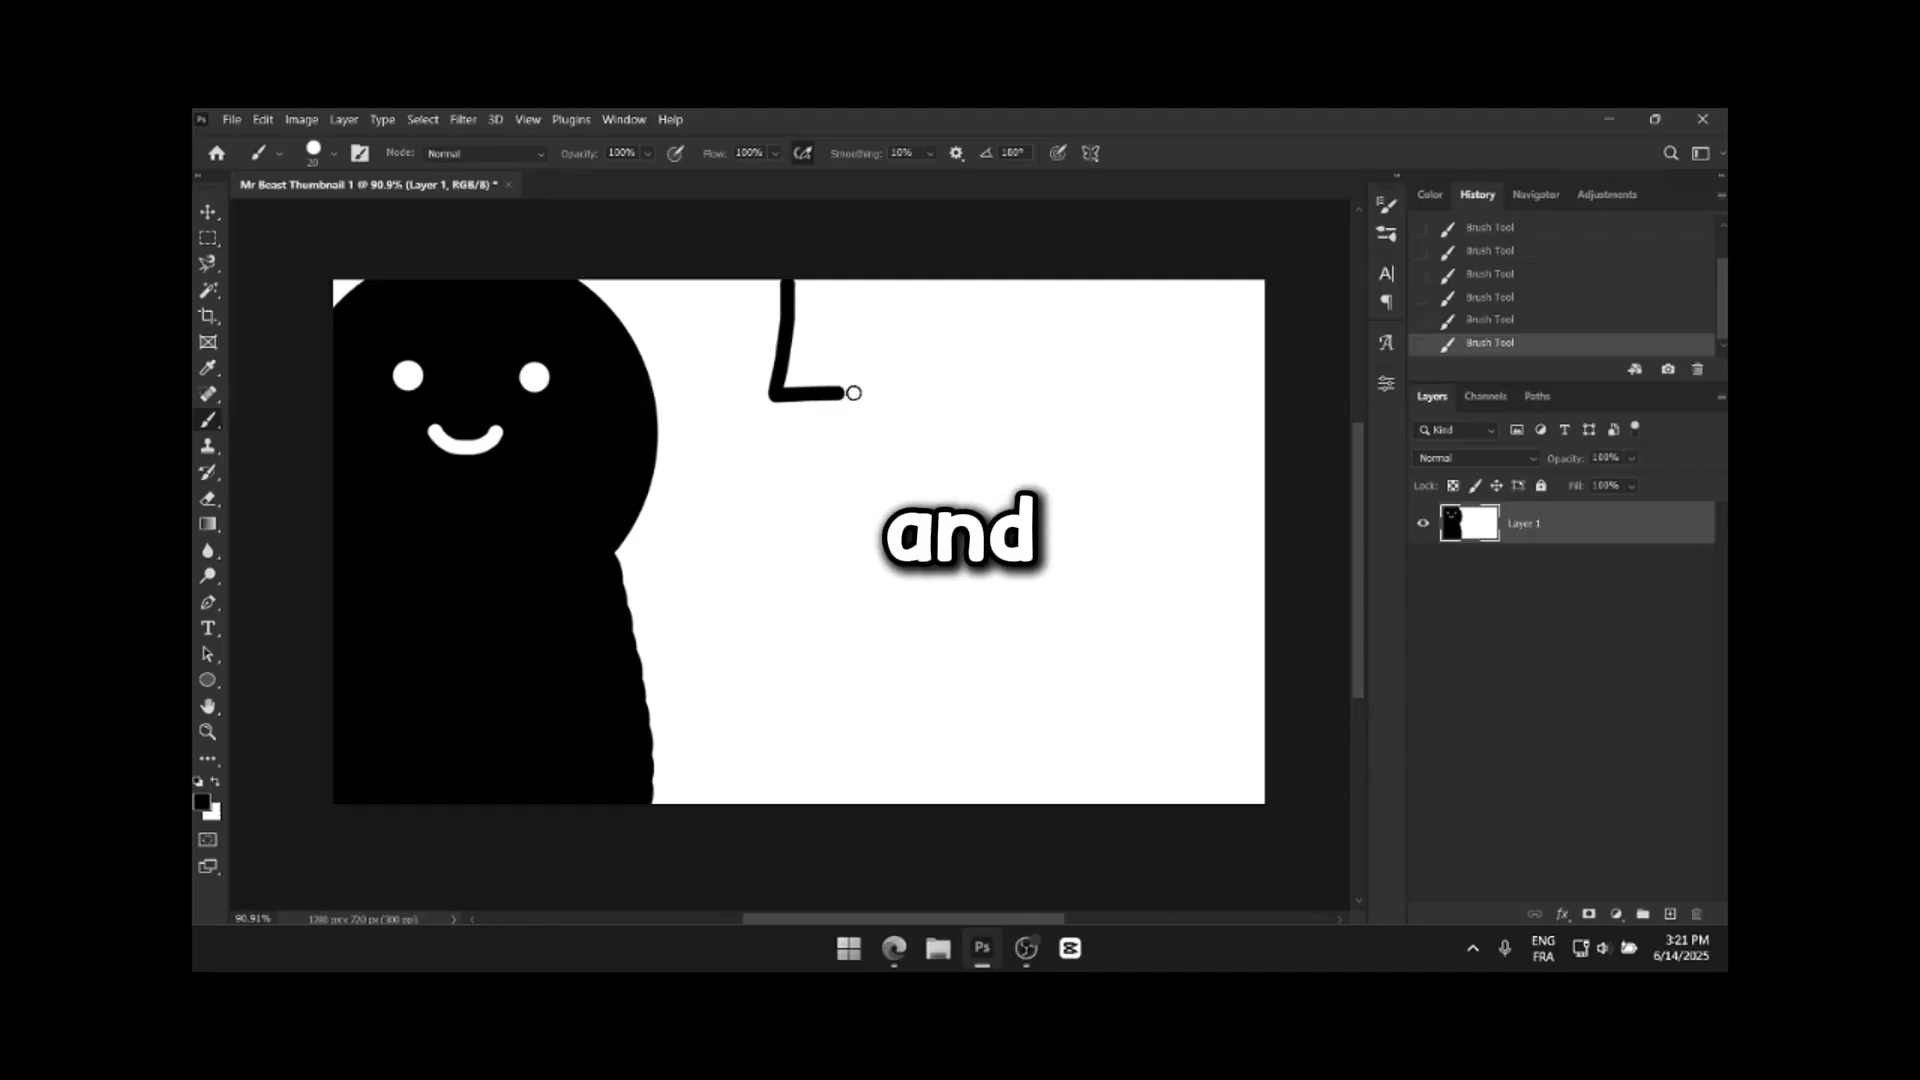 Ps File Edit Image Layer Type Select Filter 3D View Plugins Window Help
20 Mode: Normal Opacity: 100% Flow: 100% Smoothing: 10% 180°
Mr Beast Thumbnail 1 @ 90.9% (Layer 1, RGB/8) *
Color History Navigator Adjustments
Brush Tool
Brush Tool
Brush Tool
Brush Tool
Brush Tool
Brush Tool
Layers Channels Paths
Kind
Normal Opacity: 100%
Lock: Fill: 100%
Layer 1
and
90.91% 1280 px x 720 px (300 ppi)
Ps
ENG
FRA
3:21 PM
6/14/2025